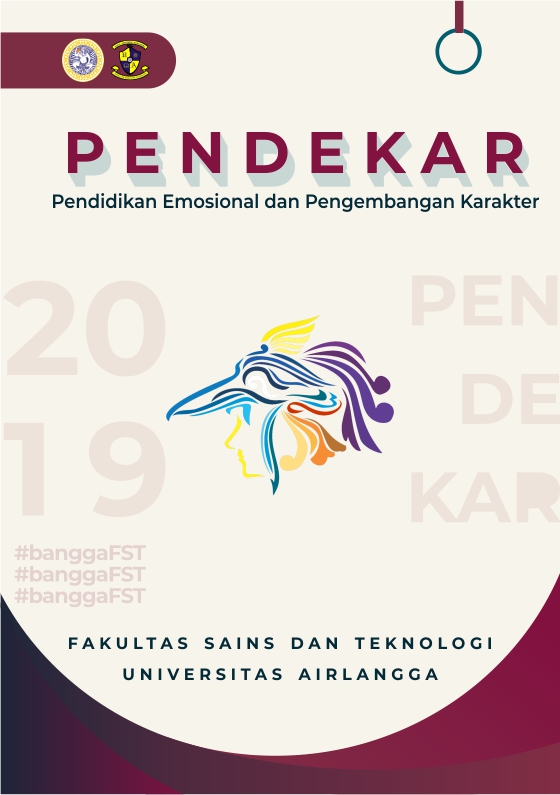 PENDEKAR
Pendidikan Emosional dan Pengembangan Karakter
20
19
PEN
DE
KAR
#banggaFST
#banggaFST
#banggaFST
FAKULTAS SAINS DAN TEKNOLOGI
UNIVERSITAS AIRLANGGA